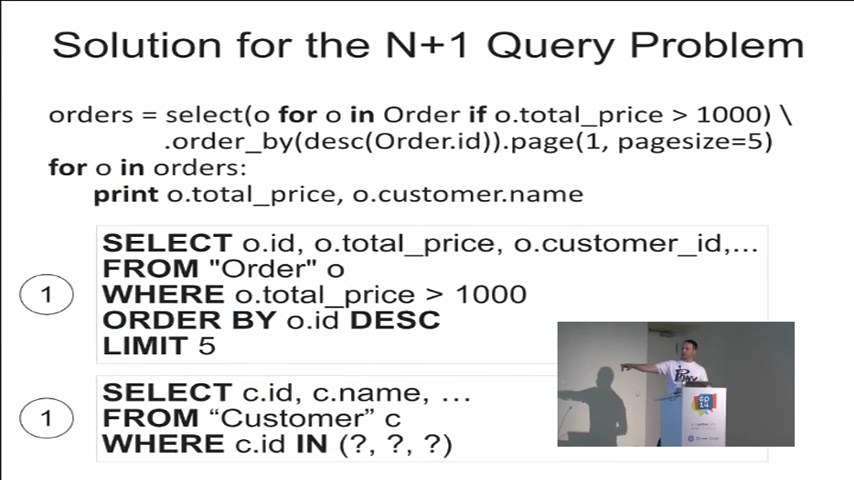 Solution for the N+1 Query Problem
orders = select(o for o in Order if o.total_price > 1000) \
.order_by(desc(Order.id)).page(1, pagesize=5)
for o in orders:
print o.total_price, o.customer.name
1
SELECT o.id, o.total_price, o.customer_id,...
FROM "Order" o
WHERE o.total_price > 1000
ORDER BY o.id DESC
LIMIT 5
1
SELECT c.id, c.name, …
FROM “Customer” c
WHERE c.id IN (?, ?, ?)